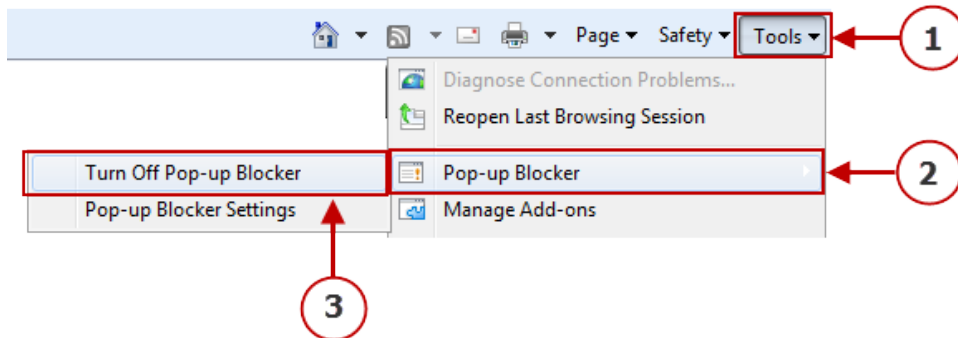 Page Safety Tools 1
Diagnose Connection Problems...
Reopen Last Browsing Session
Turn Off Pop-up Blocker Pop-up Blocker 2
Pop-up Blocker Settings Manage Add-ons
3